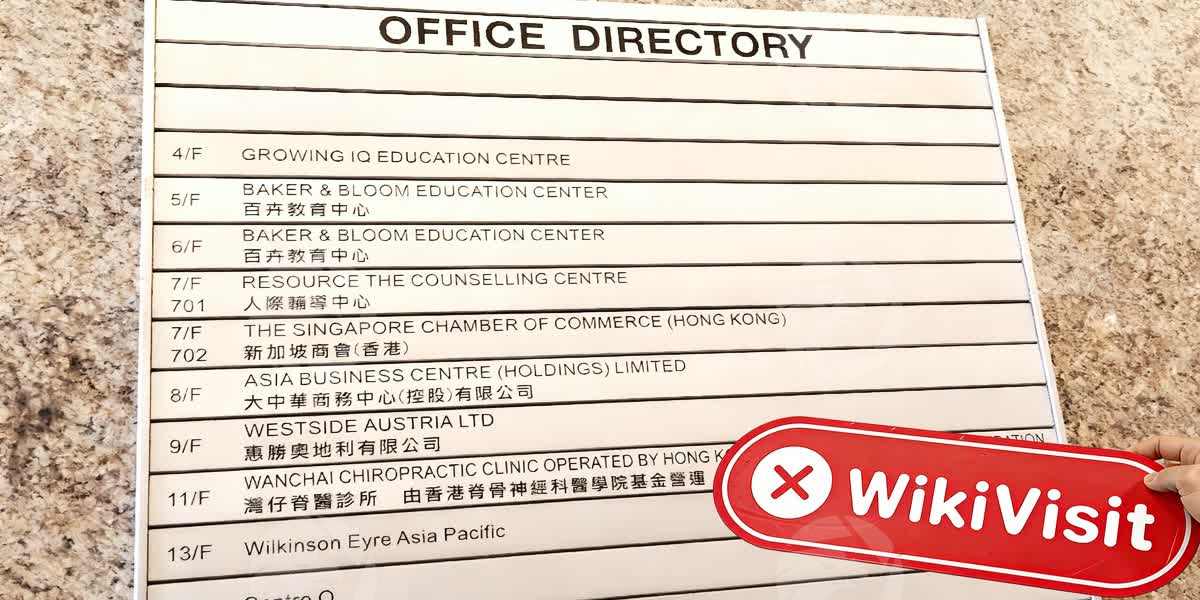 OFFICE DIRECTORY
4/F GROWING IQ EDUCATION CENTRE
5/F BAKER & BLOOM EDUCATION CENTER
百卉教育中心
6/F BAKER & BLOOM EDUCATION CENTER
百卉教育中心
7/F RESOURCE THE COUNSELLING CENTRE
701 人際輔導中心
7/F THE SINGAPORE CHAMBER OF COMMERCE (HONG KONG)
702 新加坡商會(香港)
8/F ASIA BUSINESS CENTRE (HOLDINGS) LIMITED
大中華商務中心(控股)有限公司
9/F WESTSIDE AUSTRIA LTD
惠勝奧地利有限公司
11/F WANCHAI CHIROPRACTIC CLINIC OPERATED BY HONG
灣仔脊醫診所 由香港脊骨神經科醫學院基金營運
13/F Wilkinson Eyre Asia Pacific
WikiVisit